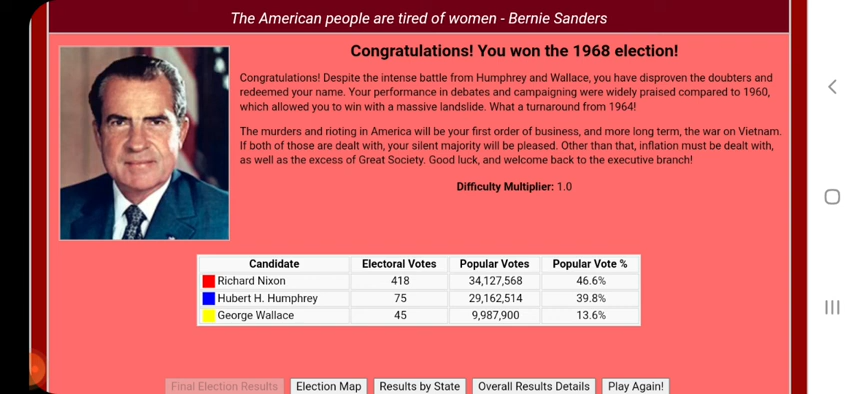 The American people are tired of women - Bernie Sanders
Congratulations! You won the 1968 election!
Congratulations! Despite the intense battle from Humphrey and Wallace, you have disproven the doubters and
redeemed your name. Your performance in debates and campaigning were widely praised compared to 1960,
which allowed you to win with a massive landslide. What a turnaround from 1964!
The murders and rioting in America will be your first order of business, and more long term, the war on Vietnam.
If both of those are dealt with, your silent majority will be pleased. Other than that, inflation must be dealt with,
as well as the excess of Great Society. Good luck, and welcome back to the executive branch!
Difficulty Multiplier: 1.0
Candidate Electoral Votes Popular Votes Popular Vote %
Richard Nixon 418 34,127,568 46.6%
Hubert H. Humphrey 75 29,162,514 39.8%
George Wallace 45 9,987,900 13.6%
Final Election Results Election Map Results by State Overall Results Details Play Again!